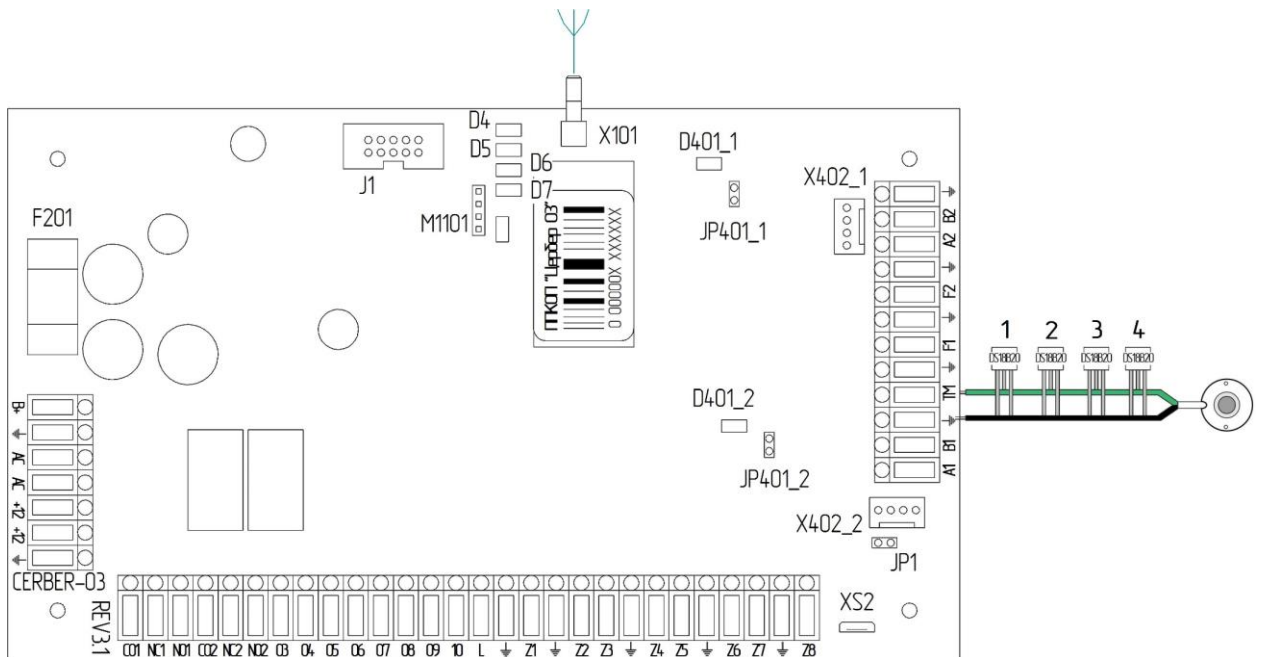 D4
X101
D401_1
D5
D6
X402_1
J1
D7
F201
M1101
JP401_1
B2
A2
ППКОП "Цербер 03"
0 00000X XXXXX XXX
F2
1 2 3 4
DS18B20 DS18B20 DS18B20 DS18B20
F1
D401_2
TM
B+
B1
AC
JP401_2
A1
AC
+12
X402_2
+12
JP1
CERBER-03
XS2
REV3.1
CO1 NC1 NO1 CO2 NC2 NO2 O3 O4 O5 O6 O7 O8 O9 10 L Z1 Z2 Z3 Z4 Z5 Z6 Z7 Z8